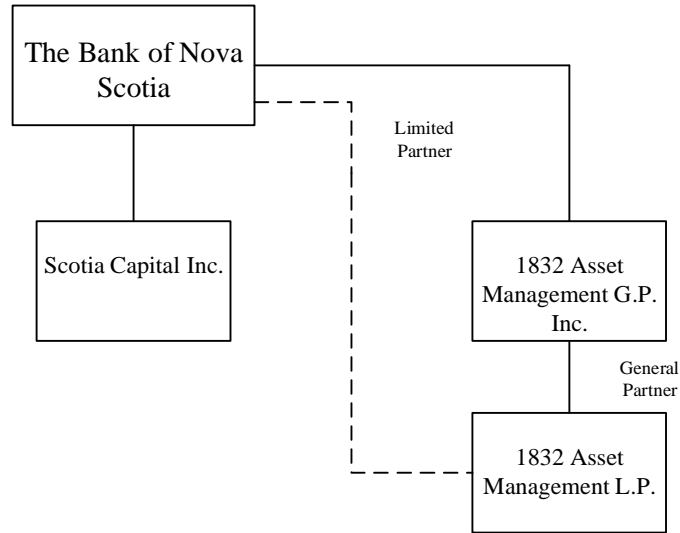 The Bank of Nova
Scotia
Limited
Partner
Scotia Capital Inc.
1832 Asset
Management G.P.
Inc.
General
Partner
1832 Asset
Management L.P.